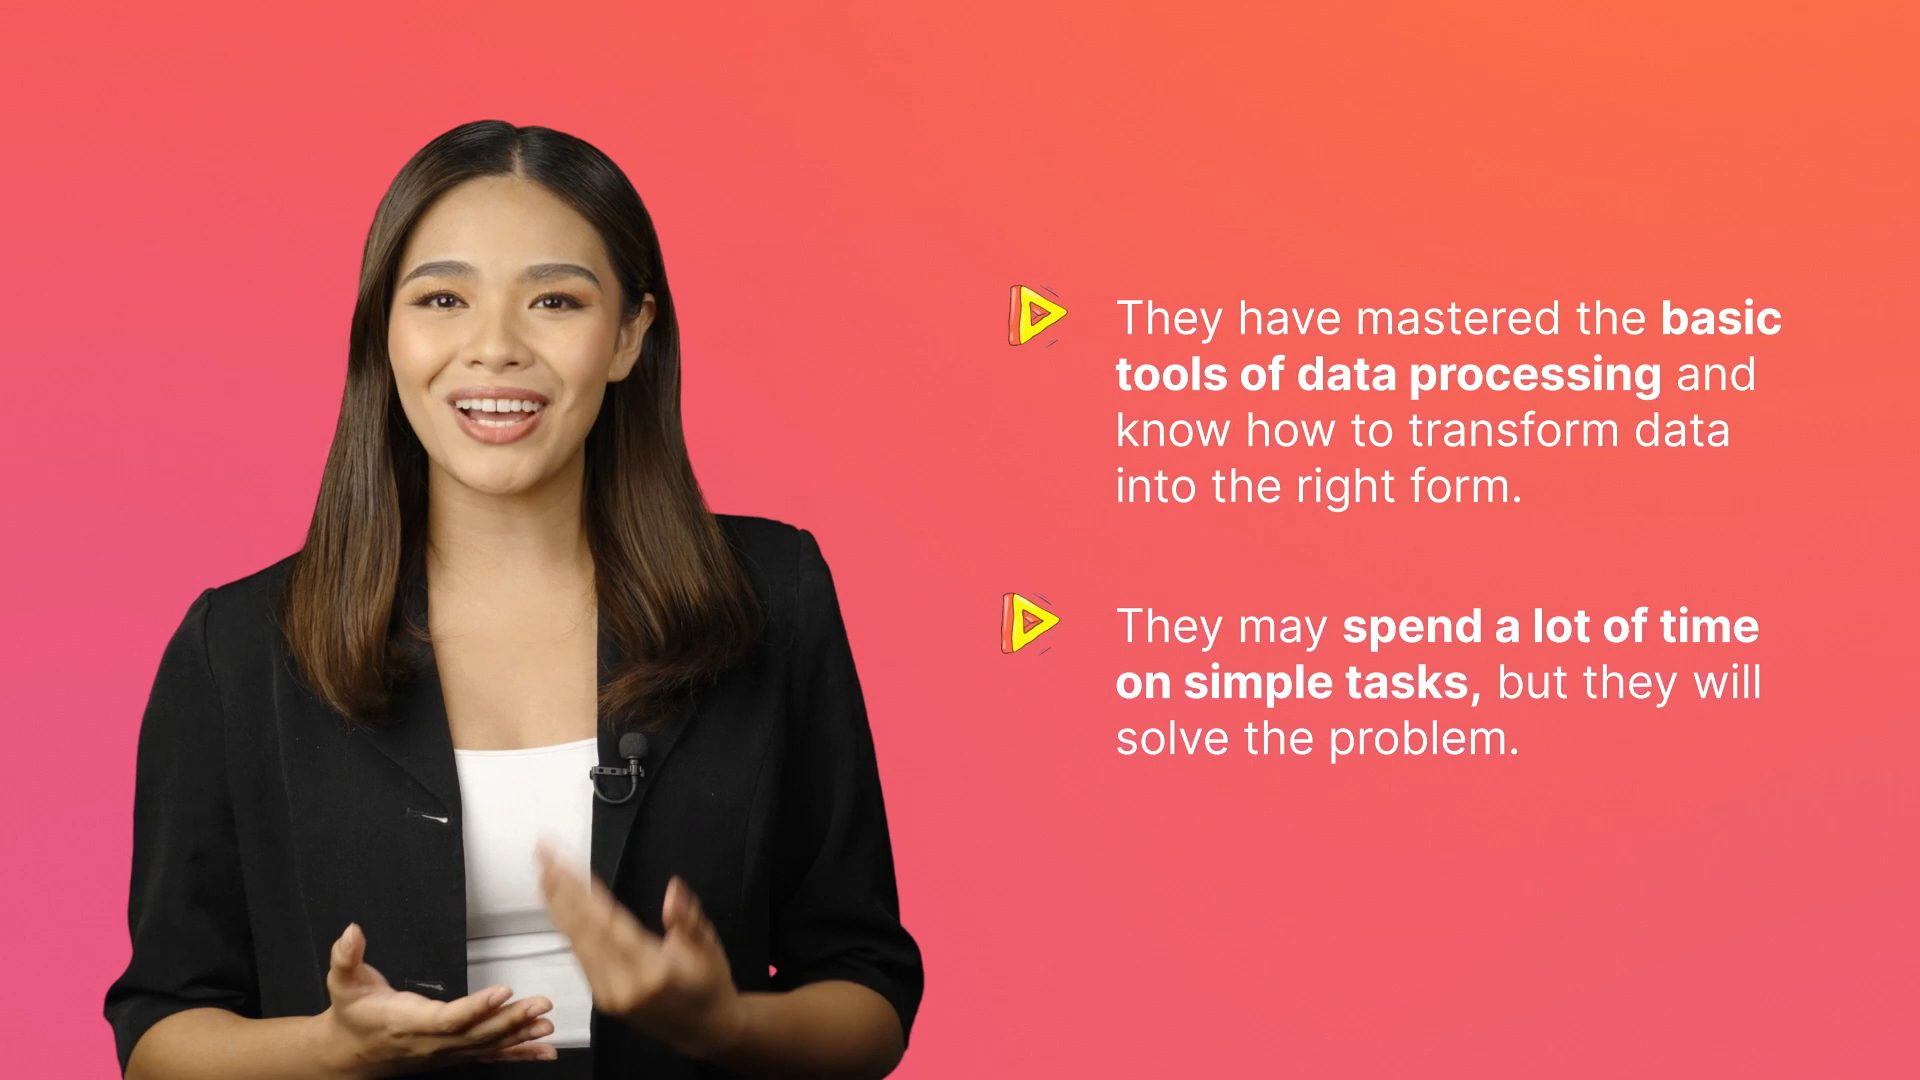 They have mastered the basic
tools of data processing and
know how to transform data
into the right form.
They may spend a lot of time
on simple tasks, but they will
solve the problem.